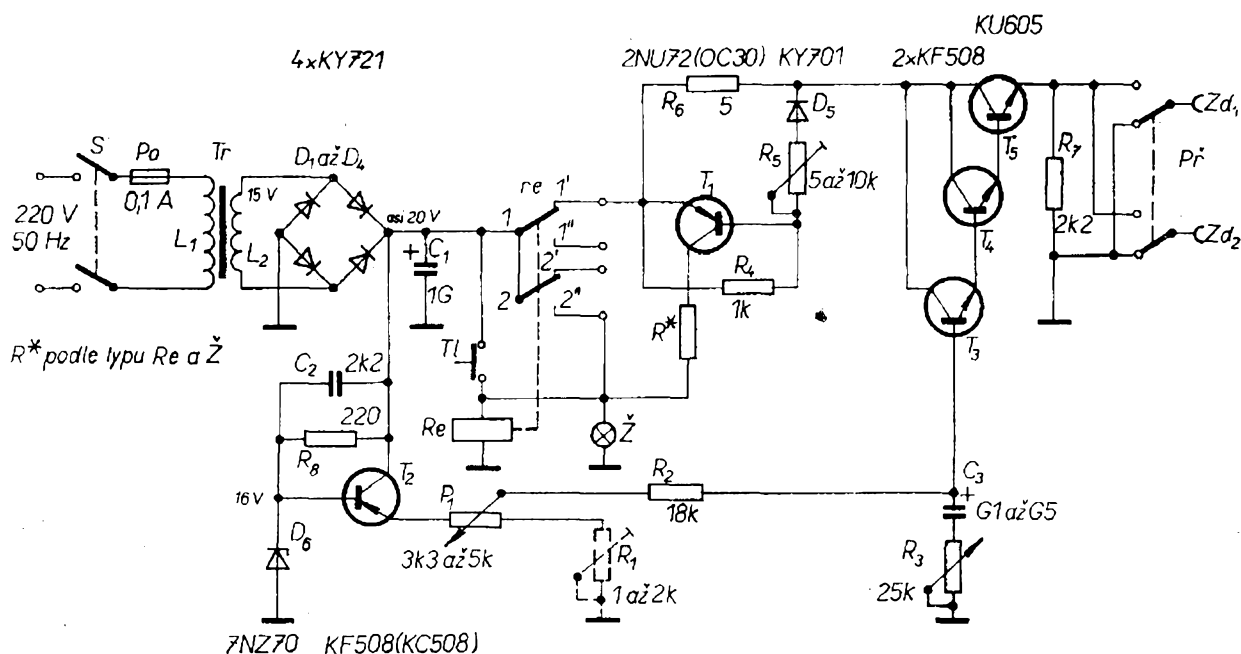 KU605
4xKY721
2NU72(OC30) KY701
2xKF508
R6
5
D5
S
Po
Tr
D1 až D4
0,1 A
15 V
re
1'
R5
5 až 10k
T1
T5
R7
2k2
Př
Zd1
Zd2
220 V
50 Hz
L1
L2
asi 20 V
1
1"
2'
2
2"
+
C1
1G
T4
R4
1k
R*
T3
R* podle typu Re a Ž
C2
2k2
Tl
220
R8
Re
Ž
16 V
T2
P1
3k3 až 5k
R2
18k
C3
+
G1 až G5
D6
R1
1 až 2k
R3
25k
7NZ70
KF508(KC508)